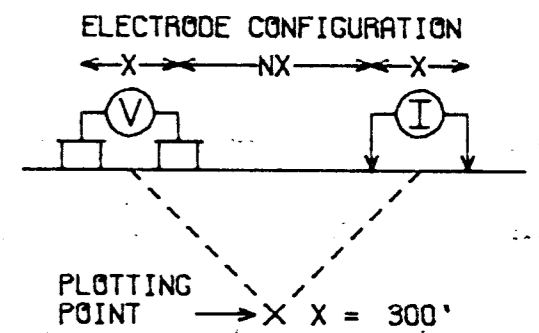 ELECTRODE CONFIGURATION
X NX X
V I
PLOTTING
POINT X X = 300'